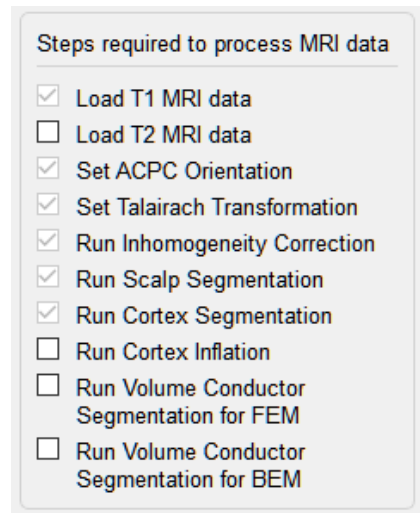 Steps required to process MRI data
Load T1 MRI data
Load T2 MRI data
Set ACPC Orientation
Set Talairach Transformation
Run Inhomogeneity Correction
Run Scalp Segmentation
Run Cortex Segmentation
Run Cortex Inflation
Run Volume Conductor
Segmentation for FEM
Run Volume Conductor
Segmentation for BEM